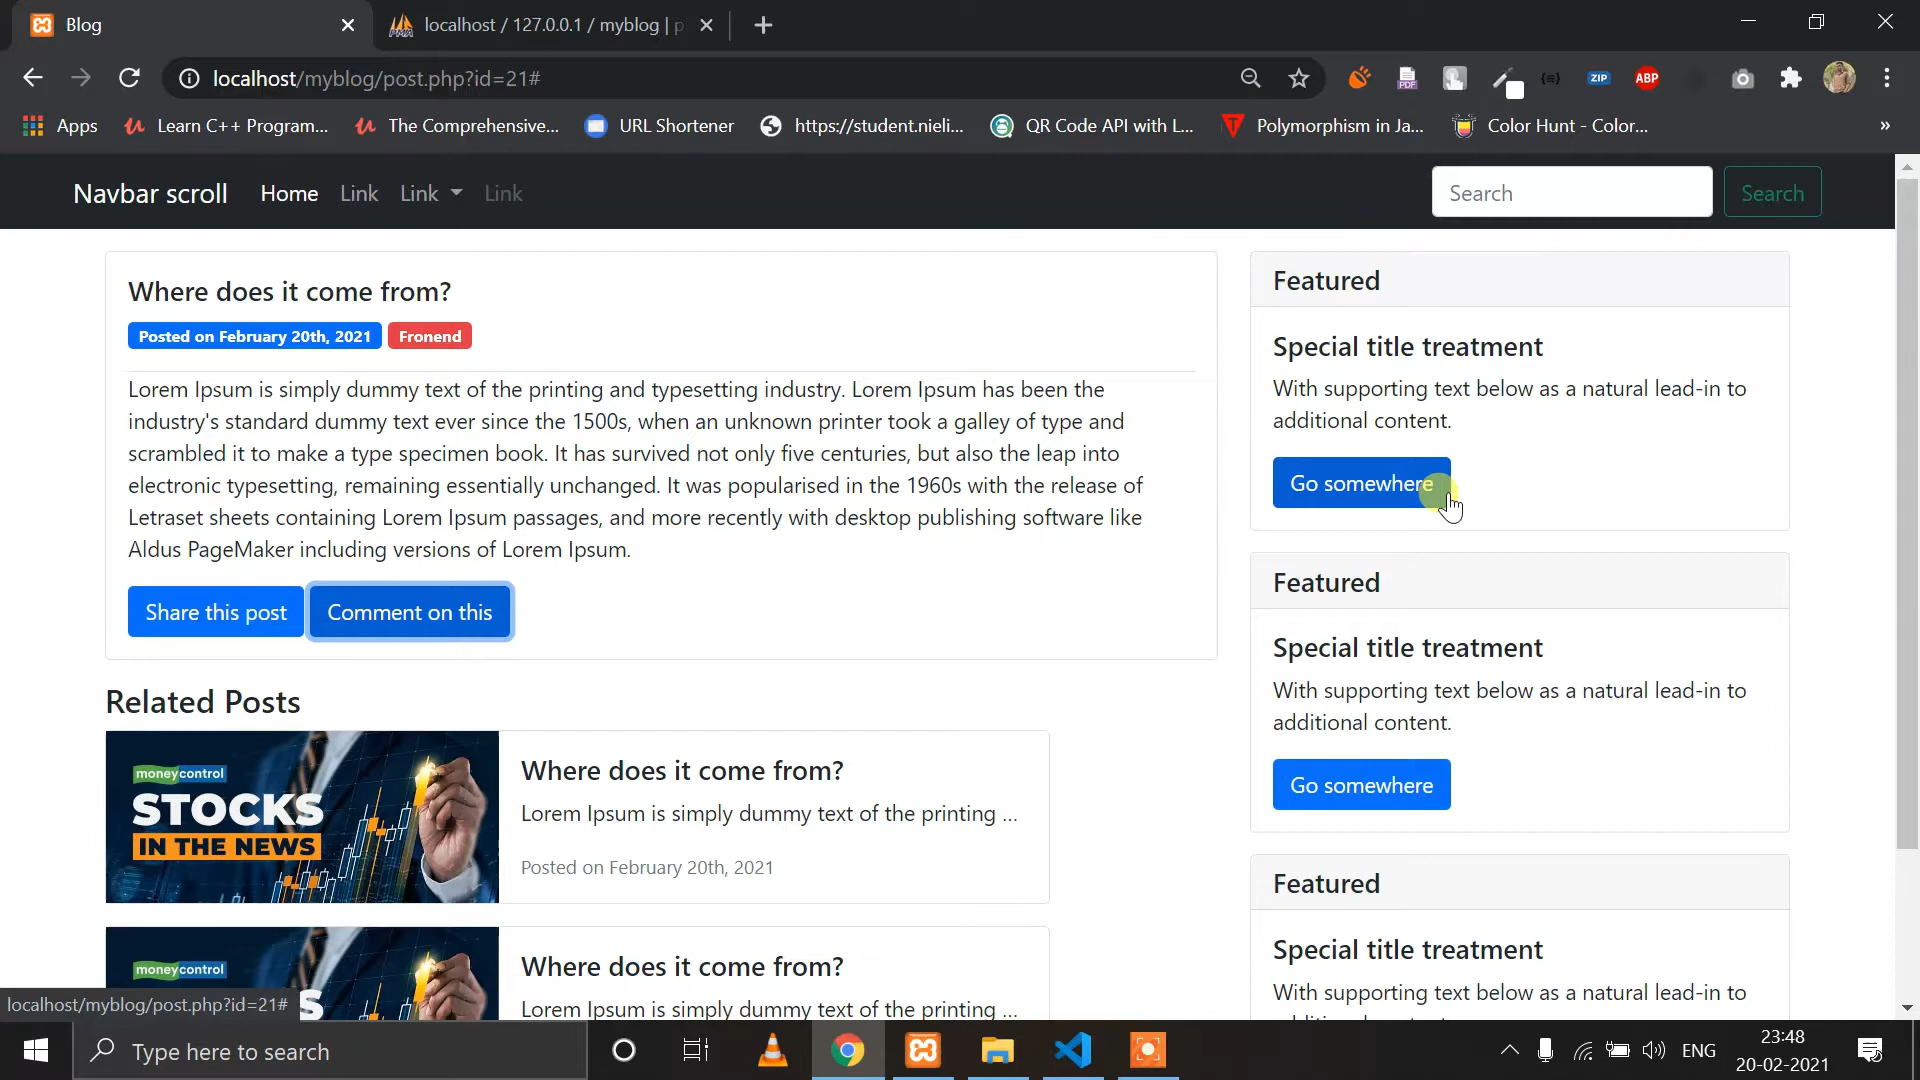 Blog
localhost / 127.0.0.1 / myblog | p
localhost/myblog/post.php?id=21#
PDF
ZIP
ABP
Apps
Learn C++ Program...
The Comprehensive...
URL Shortener
https://student.nieli...
QR Code API with L...
Polymorphism in Ja...
Color Hunt - Color...
»
Navbar scroll
Home
Link
Link
Link
Search
Search
Where does it come from?
Posted on February 20th, 2021
Fronend
Lorem Ipsum is simply dummy text of the printing and typesetting industry. Lorem Ipsum has been the
industry's standard dummy text ever since the 1500s, when an unknown printer took a galley of type and
scrambled it to make a type specimen book. It has survived not only five centuries, but also the leap into
electronic typesetting, remaining essentially unchanged. It was popularised in the 1960s with the release of
Letraset sheets containing Lorem Ipsum passages, and more recently with desktop publishing software like
Aldus PageMaker including versions of Lorem Ipsum.
Share this post
Comment on this
Related Posts
moneycontrol
STOCKS
IN THE NEWS
Where does it come from?
Lorem Ipsum is simply dummy text of the printing ...
Posted on February 20th, 2021
moneycontrol
S
Where does it come from?
Lorem Ipsum is simply dummy text of the printing ...
Featured
Special title treatment
With supporting text below as a natural lead-in to
additional content.
Go somewhere
Featured
Special title treatment
With supporting text below as a natural lead-in to
additional content.
Go somewhere
Featured
Special title treatment
With supporting text below as a natural lead-in to
localhost/myblog/post.php?id=21#
Type here to search
ENG
23:48
20-02-2021